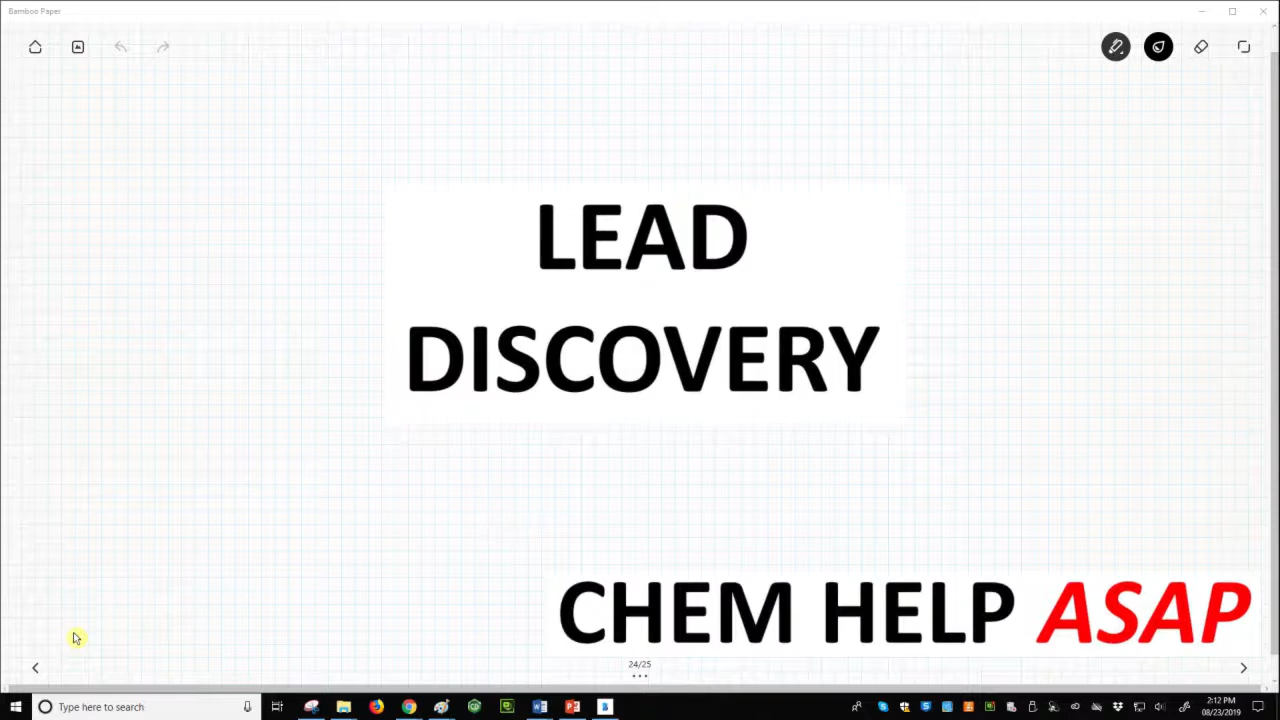 Bamboo Paper
LEAD
DISCOVERY
CHEM HELP ASAP
24/25
Type here to search
2:12 PM
08/23/2019